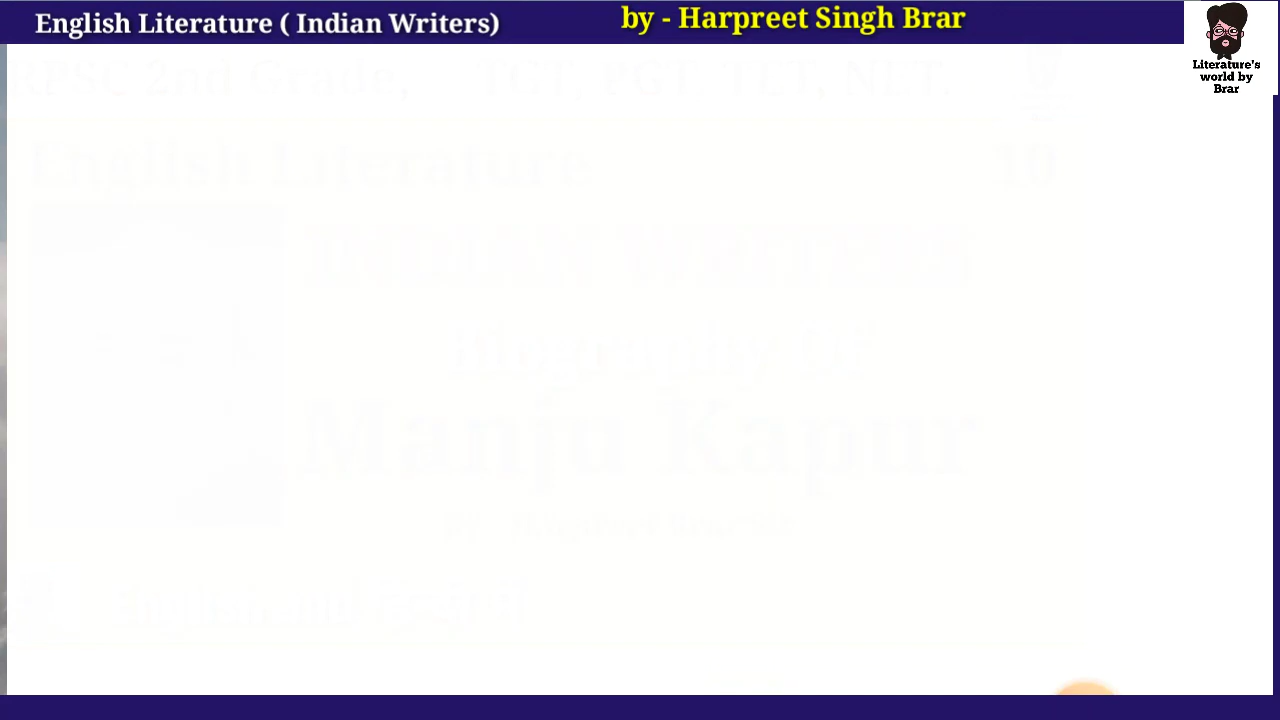 English Literature ( Indian Writers)
by - Harpreet Singh Brar
Literature's
world by
Brar
RPSC 2nd Grade, TGT, PGT, TET, NET.
English Literature
10
INDIAN WRITERS
Biography Of
Manju Kapur